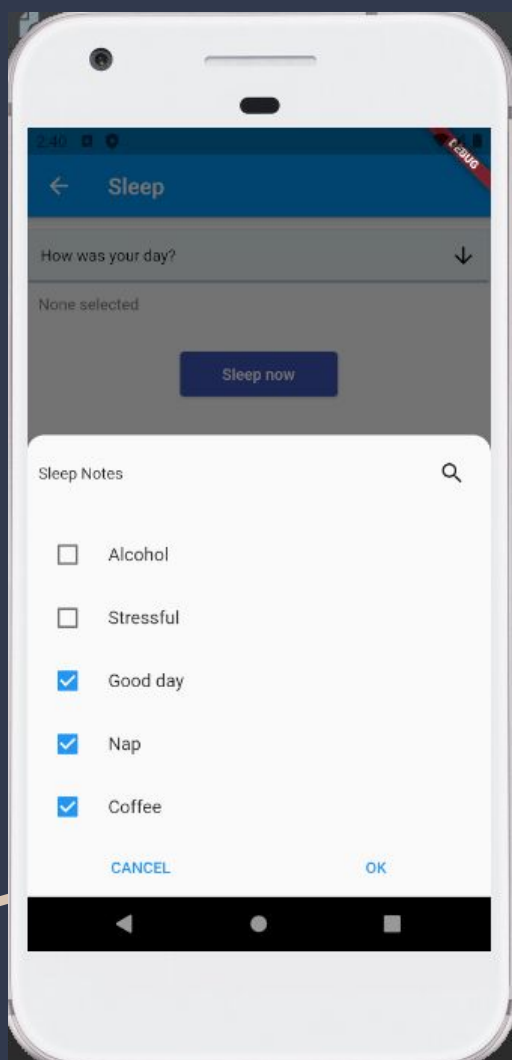 2:40
DEBUG
Sleep
How was your day?
None selected
Sleep now
Sleep Notes
Alcohol
Stressful
Good day
Nap
Coffee
CANCEL
OK